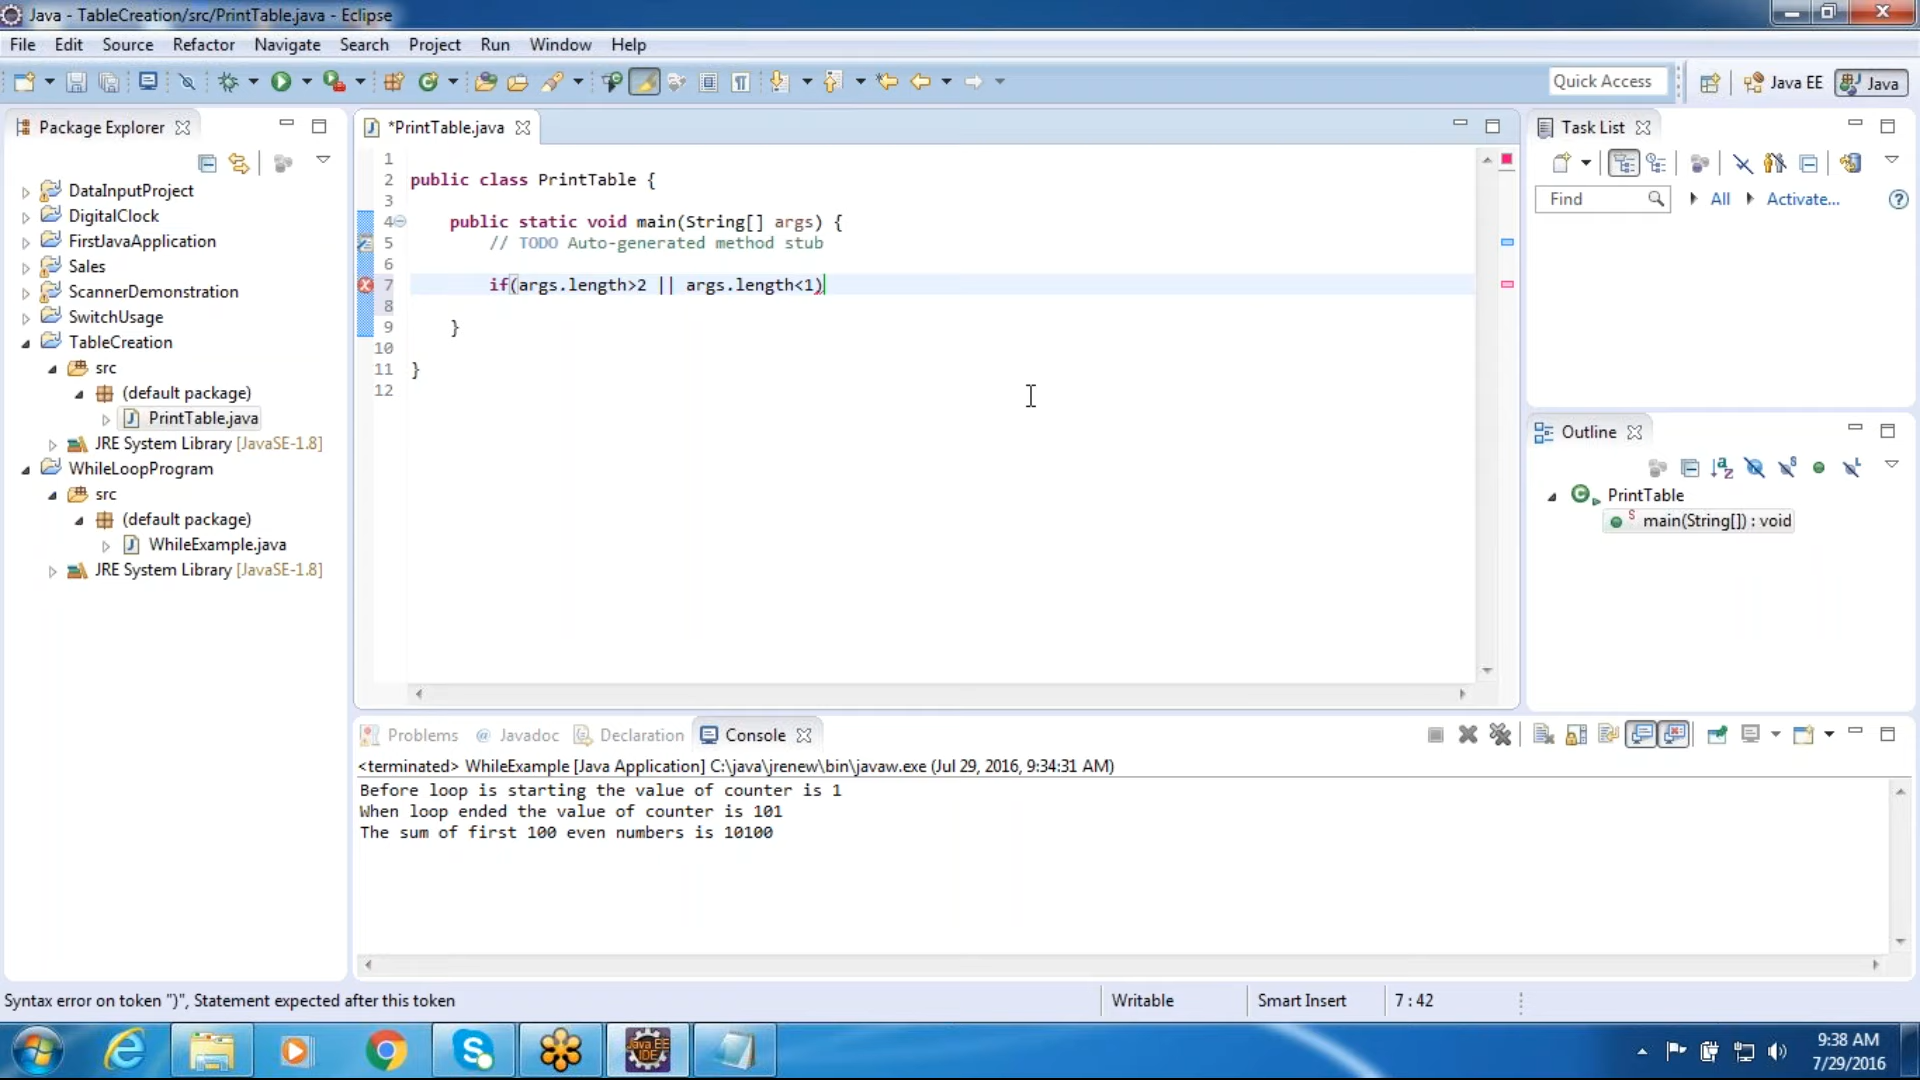 Java - TableCreation/src/PrintTable.java - Eclipse
File Edit Source Refactor Navigate Search Project Run Window Help
Quick Access
Java EE
Java
Package Explorer
DataInputProject
DigitalClock
FirstJavaApplication
Sales
ScannerDemonstration
SwitchUsage
TableCreation
src
(default package)
PrintTable.java
JRE System Library [JavaSE-1.8]
WhileLoopProgram
src
(default package)
WhileExample.java
JRE System Library [JavaSE-1.8]
*PrintTable.java
1
2 public class PrintTable {
3
4 public static void main(String[] args) {
5 // TODO Auto-generated method stub
6
7 if(args.length>2 || args.length<1)
8
9 }
10
11 }
12
Task List
Find
All
Activate...
Outline
PrintTable
main(String[]) : void
Problems
@ Javadoc
Declaration
Console
<terminated> WhileExample [Java Application] C:\java\jrenew\bin\javaw.exe (Jul 29, 2016, 9:34:31 AM)
Before loop is starting the value of counter is 1
When loop ended the value of counter is 101
The sum of first 100 even numbers is 10100
Syntax error on token ")", Statement expected after this token
Writable
Smart Insert
7 : 42
Java EE
IDE
9:38 AM
7/29/2016